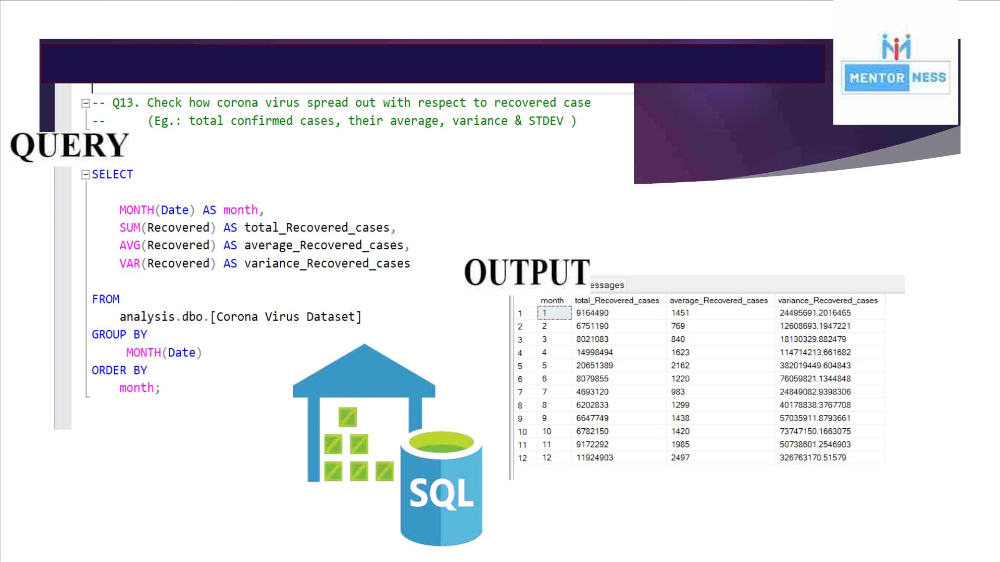 MENTOR NESS
-- Q13. Check how corona virus spread out with respect to recovered case
-- (Eg.: total confirmed cases, their average, variance & STDEV )
QUERY
SELECT
MONTH(Date) AS month,
SUM(Recovered) AS total_Recovered_cases,
AVG(Recovered) AS average_Recovered_cases,
VAR(Recovered) AS variance_Recovered_cases
FROM
analysis.dbo.[Corona Virus Dataset]
GROUP BY
MONTH(Date)
ORDER BY
month;
OUTPUT
essages
month total_Recovered_cases average_Recovered_cases variance_Recovered_cases
1 1 9164490 1451 24495691.2016465
2 2 6751190 769 12608693.1947221
3 3 8021083 840 18130329.882479
4 4 14998494 1623 114714213.661682
5 5 20651389 2162 382019449.604843
6 6 8079855 1220 76059821.1344848
7 7 4693120 983 24849082.9398306
8 8 6202833 1299 40178838.3767708
9 9 6647749 1438 57035911.8793661
10 10 6782150 1420 73747150.1663075
11 11 9172292 1985 50738601.2546903
12 12 11924903 2497 326763170.51579
SQL